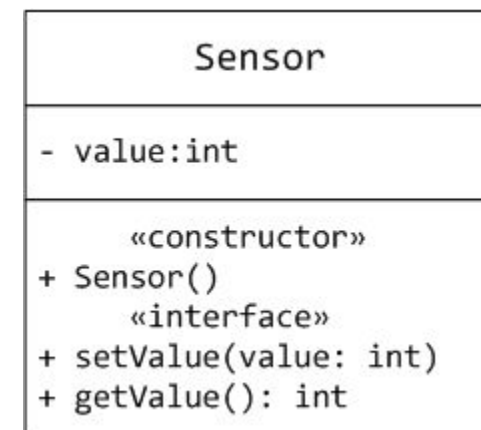 Sensor
- value:int
«constructor»
+ Sensor()
«interface»
+ setValue(value: int)
+ getValue(): int